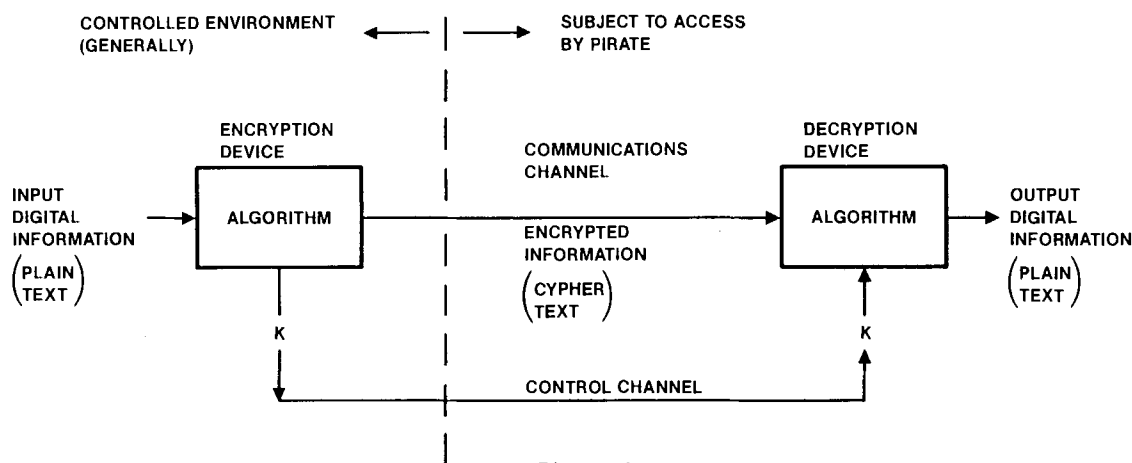 CONTROLLED ENVIRONMENT
(GENERALLY)
SUBJECT TO ACCESS
BY PIRATE
ENCRYPTION
DEVICE
DECRYPTION
DEVICE
COMMUNICATIONS
CHANNEL
INPUT
DIGITAL
INFORMATION
(PLAIN
TEXT)
ALGORITHM
ENCRYPTED
INFORMATION
(CYPHER
TEXT)
ALGORITHM
OUTPUT
DIGITAL
INFORMATION
(PLAIN
TEXT)
K
K
CONTROL CHANNEL